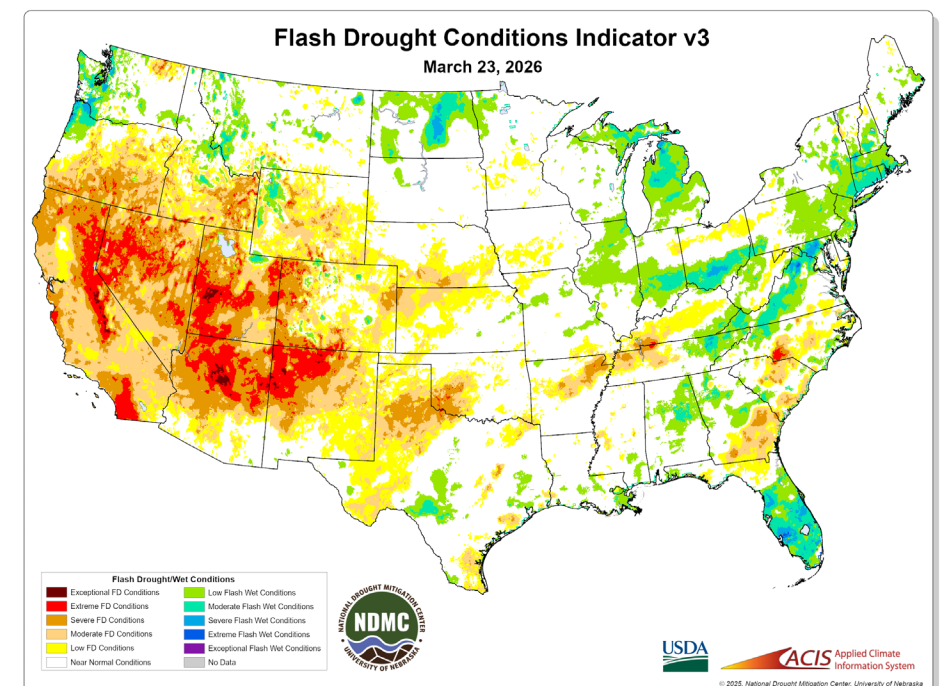 Flash Drought Conditions Indicator v3
March 23, 2026
Flash Drought/Wet Conditions
Exceptional FD Conditions
Extreme FD Conditions
Severe FD Conditions
Moderate FD Conditions
Low FD Conditions
Near Normal Conditions
Low Flash Wet Conditions
Moderate Flash Wet Conditions
Severe Flash Wet Conditions
Extreme Flash Wet Conditions
Exceptional Flash Wet Conditions
No Data
NATIONAL DROUGHT MITIGATION CENTER
NDMC
UNIVERSITY OF NEBRASKA
USDA
ACIS Applied Climate
Information System
© 2025, National Drought Mitigation Center, University of Nebraska